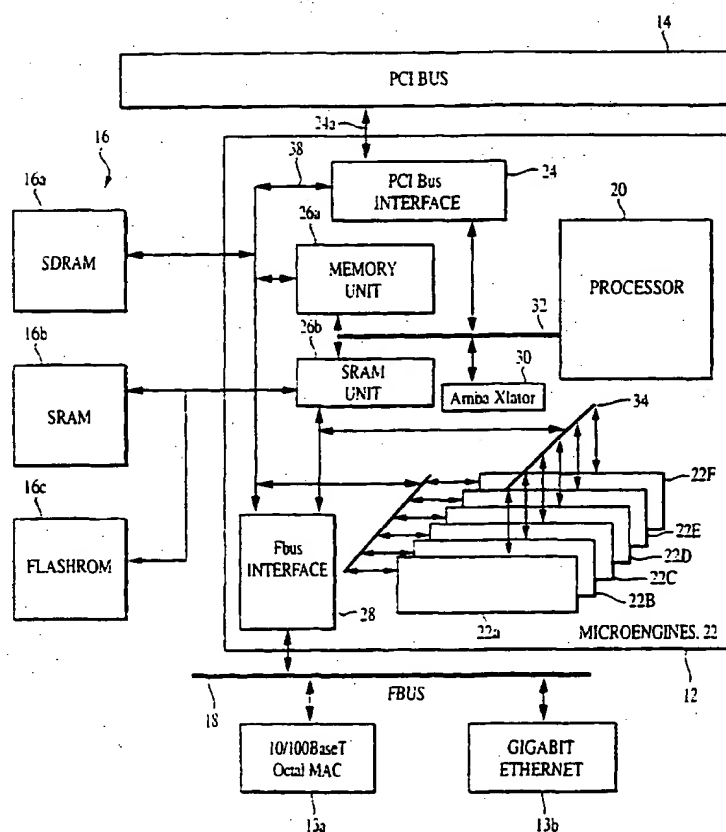 14
PCI BUS
24a
16
38
16a
PCI Bus
INTERFACE
24
20
26a
SDRAM
MEMORY
UNIT
PROCESSOR
32
16b
26b
30
SRAM
SRAM
UNIT
Amba Xlator
34
16c
22F
FLASHROM
Fbus
INTERFACE
22E
22D
22C
22B
28
22a
MICROENGINES, 22
12
18
FBUS
10/100BaseT
Octal MAC
GIGABIT
ETHERNET
13a
13b